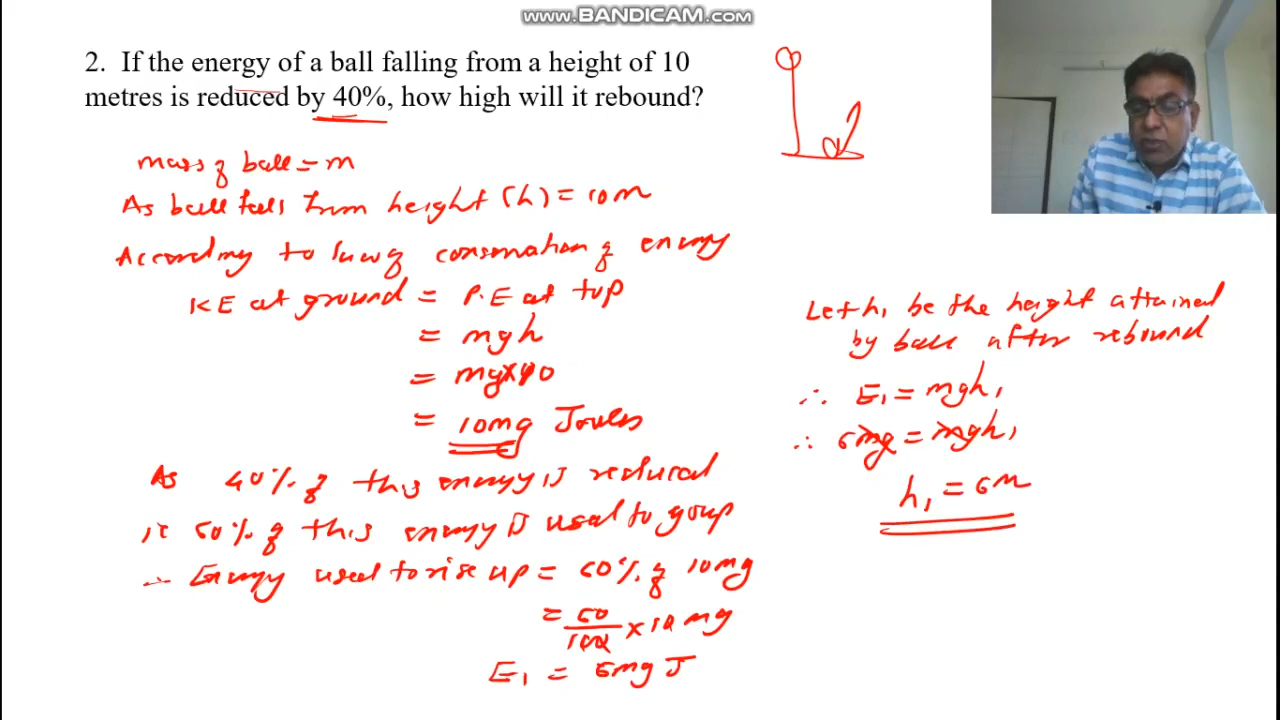 www.BANDICAM.com
2. If the energy of a ball falling from a height of 10
metres is reduced by 40%, how high will it rebound?
mass of ball = m
As ball falls from height (h) = 10m
According to law of conservation of energy
KE at ground = P.E at top
= mgh
= mg×10
= 10mg Joules
As 40% of this energy is reduced
ie 60% of this energy is used to go up
∴ Energy used to rise up = 60% of 10mg
= 60/100 × 10 mg
E₁ = 6mg J
Let h₁ be the height attained
by ball after rebound
∴ E₁ = mgh₁
∴ 6mg = mgh₁
h₁ = 6m